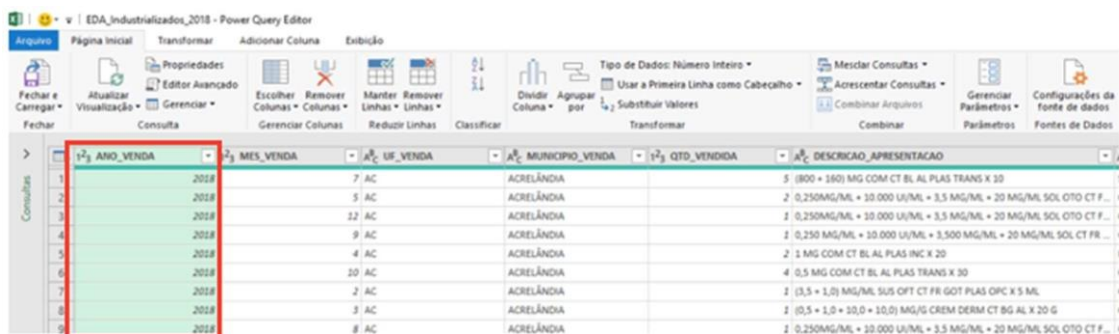 EDA_Industrializados_2018 - Power Query Editor
Arquivo Página Inicial Transformar Adicionar Coluna Exibição
Fechar e Carregar
Fechar
Atualizar Visualização
Propriedades
Editor Avançado
Gerenciar
Consulta
Escolher Colunas
Remover Colunas
Gerenciar Colunas
Manter Linhas
Remover Linhas
Reduzir Linhas
Classificar
Dividir Coluna
Agrupar por
Tipo de Dados: Número Inteiro
Usar a Primeira Linha como Cabeçalho
Substituir Valores
Transformar
Mesclar Consultas
Acrescentar Consultas
Combinar Arquivos
Combinar
Gerenciar Parâmetros
Parâmetros
Configurações da fonte de dados
Fontes de Dados
Consultas
ANO_VENDA MES_VENDA UF_VENDA MUNICIPIO_VENDA QTD_VENDIDA DESCRICAO_APRESENTACAO
1 2018 7 AC ACRELÂNDIA 5 (800 + 160) MG COM CT BL AL PLAS TRANS X 10
2 2018 5 AC ACRELÂNDIA 2 0,250MG/ML + 10.000 UI/ML + 3,5 MG/ML + 20 MG/ML SOL OTO CT F...
3 2018 12 AC ACRELÂNDIA 1 0,250MG/ML + 10.000 UI/ML + 3,5 MG/ML + 20 MG/ML SOL OTO CT F...
4 2018 9 AC ACRELÂNDIA 1 0,250 MG/ML + 10.000 UI/ML + 3,500 MG/ML + 20 MG/ML SOL CT FR ...
5 2018 4 AC ACRELÂNDIA 2 1 MG COM CT BL AL PLAS INC X 20
6 2018 10 AC ACRELÂNDIA 4 0,5 MG COM CT BL AL PLAS TRANS X 30
7 2018 2 AC ACRELÂNDIA 1 (3,5 + 1,0) MG/ML SUS OFT CT FR GOT PLAS OPC X 5 ML
8 2018 3 AC ACRELÂNDIA 1 (0,5 + 1,0 + 10,0 + 10,0) MG/G CREM DERM CT BG AL X 20 G
9 2018 8 AC ACRELÂNDIA 1 0,250MG/ML + 10.000 UI/ML + 3,5 MG/ML + 20 MG/ML SOL OTO CT F...